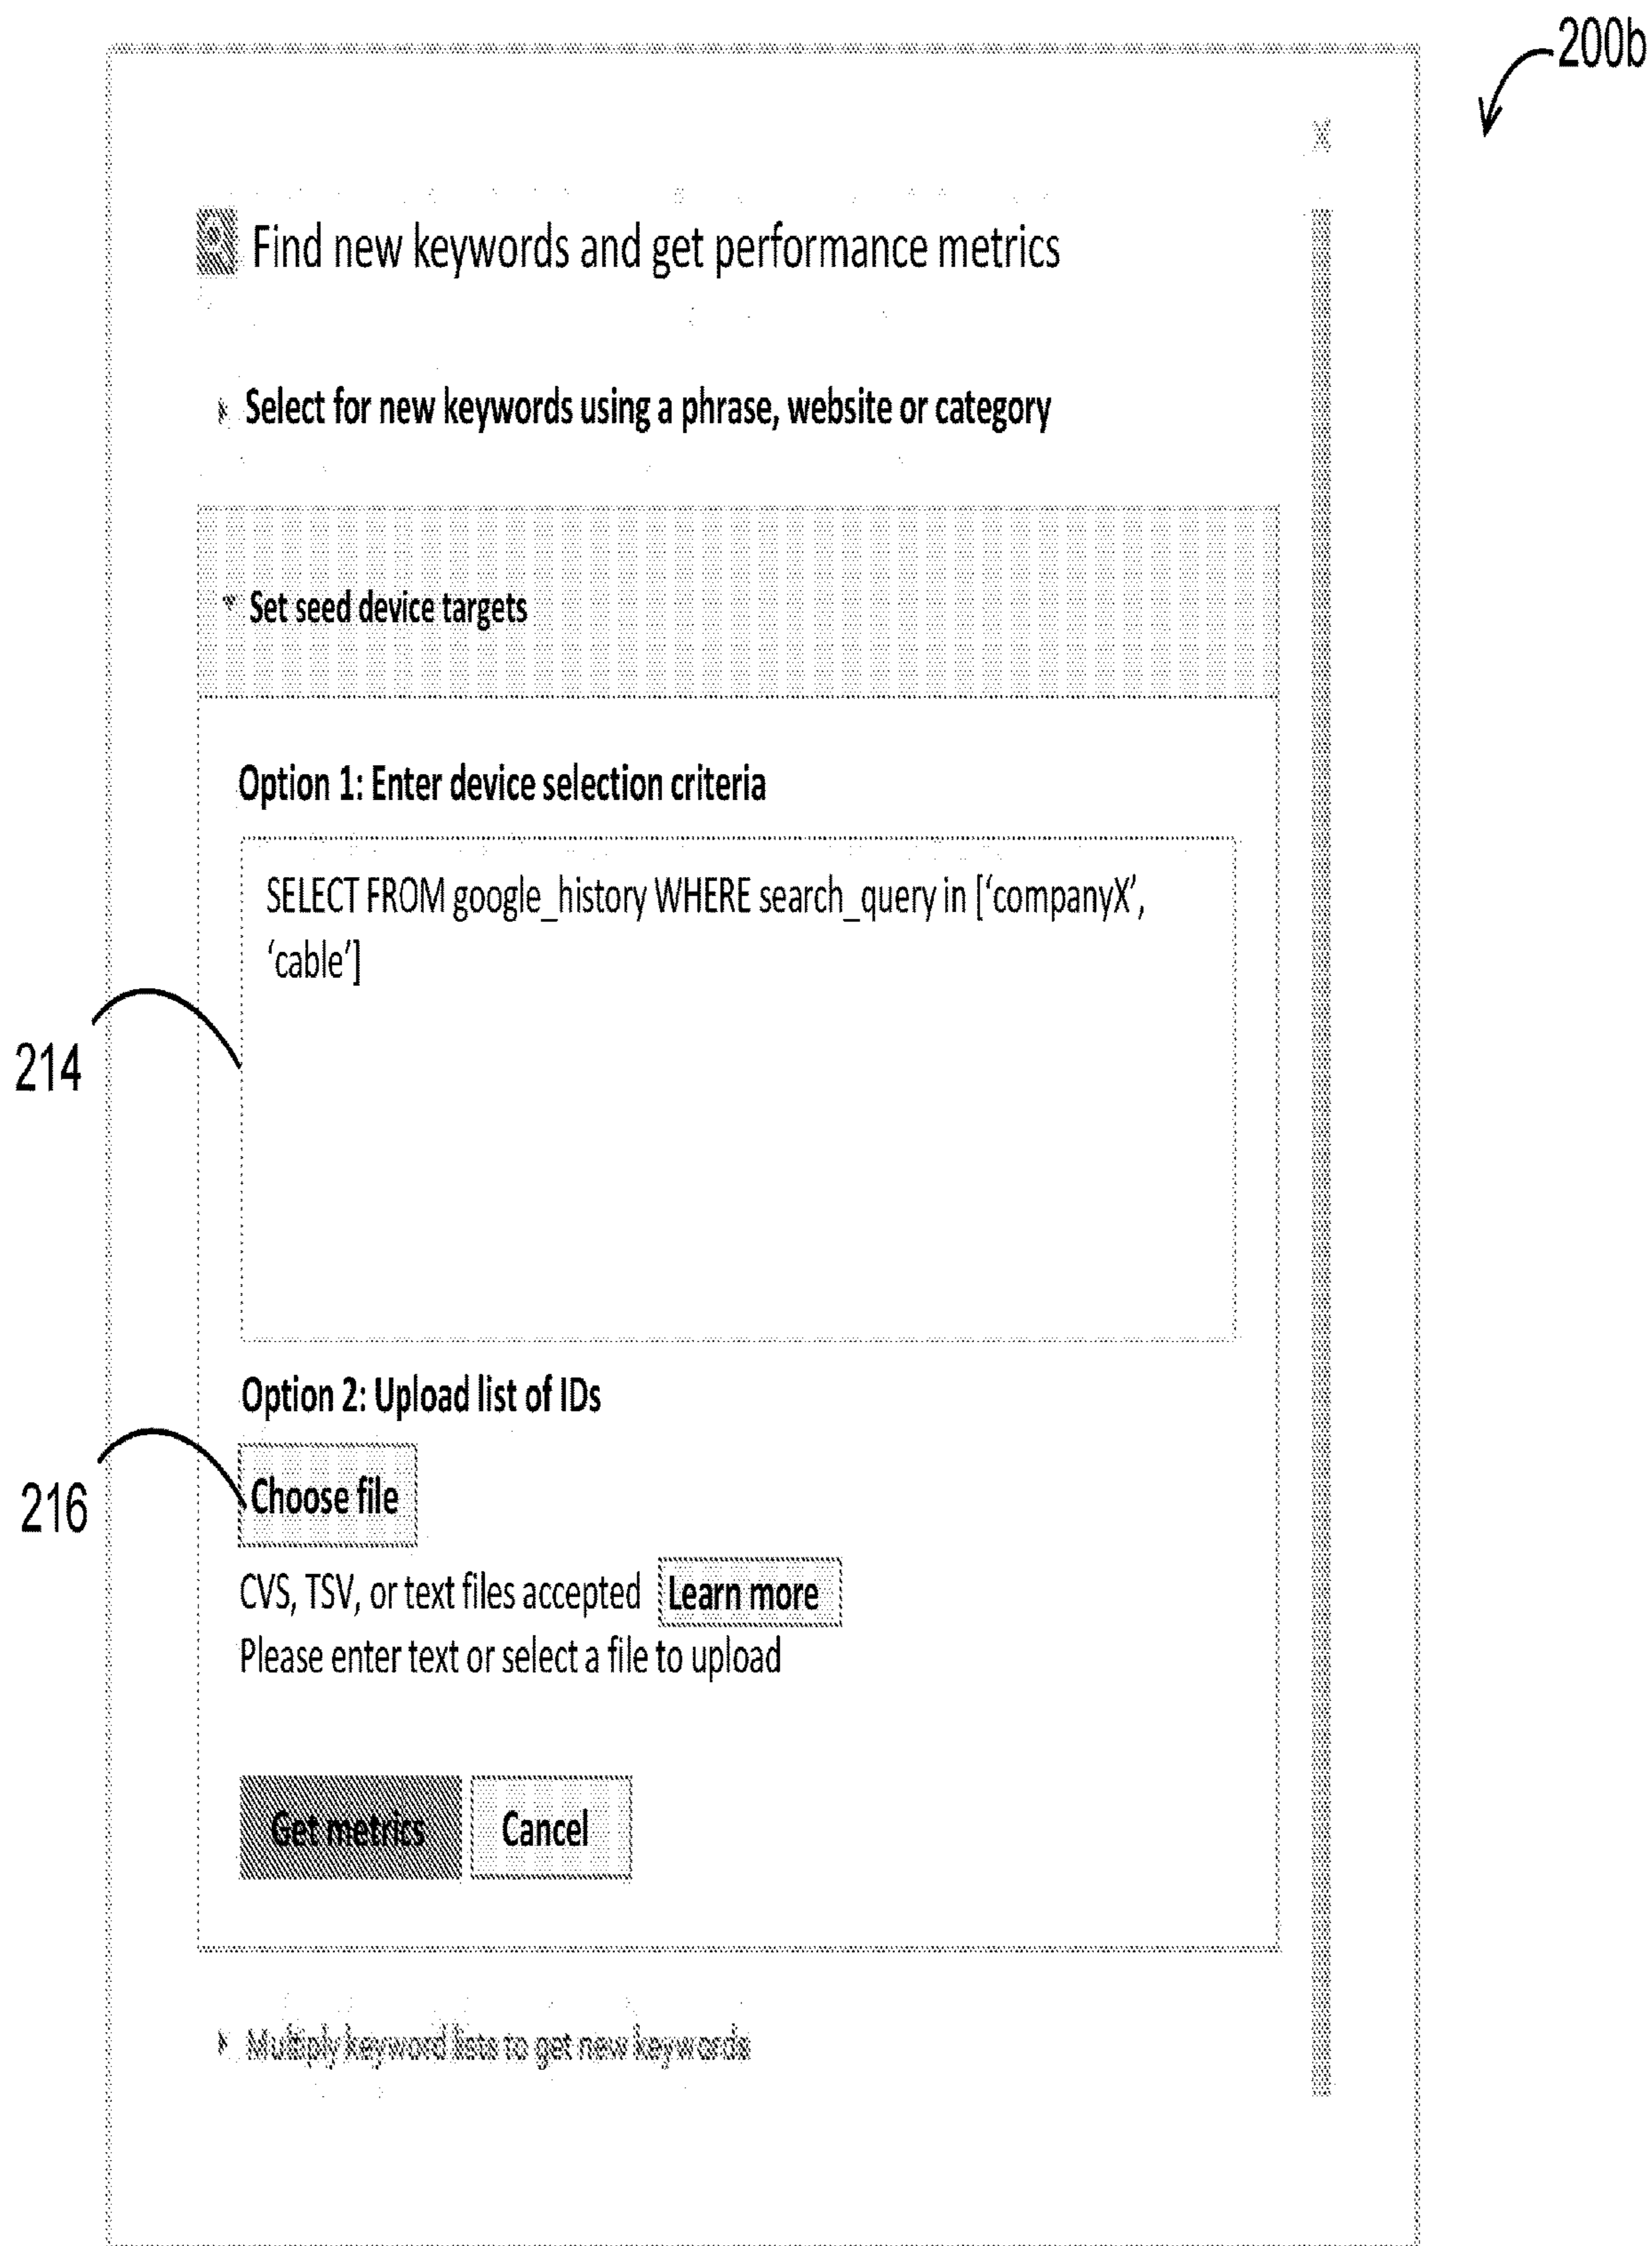 200b
Find new keywords and get performance metrics
Select for new keywords using a phrase, website or category
Set seed device targets
Option 1: Enter device selection criteria
SELECT FROM google_history WHERE search_query in [‘companyX’,
‘cable’]
214
Option 2: Upload list of IDs
216
Choose file
CVS, TSV, or text files accepted Learn more
Please enter text or select a file to upload
Get metrics Cancel
Multiply keyword lists to get new keywords